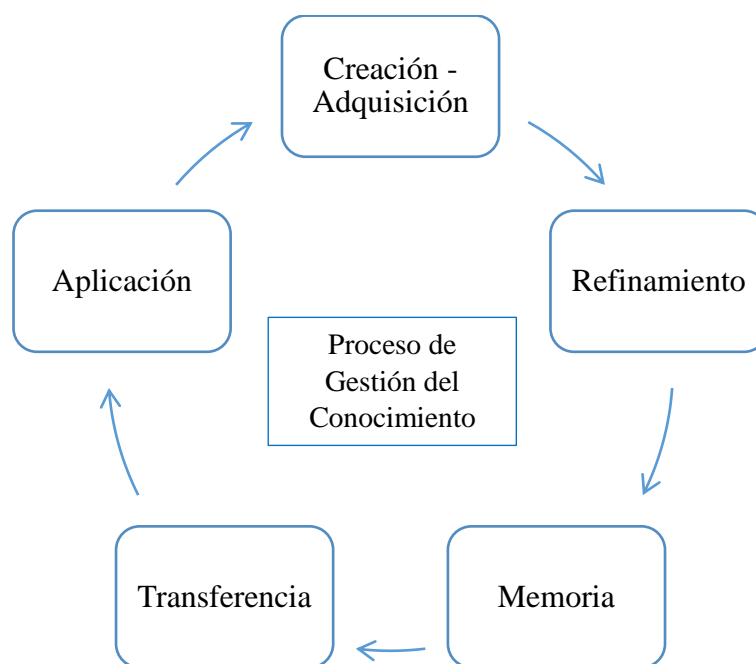 Creación -
Adquisición
Refinamiento
Memoria
Transferencia
Aplicación
Proceso de
Gestión del
Conocimiento